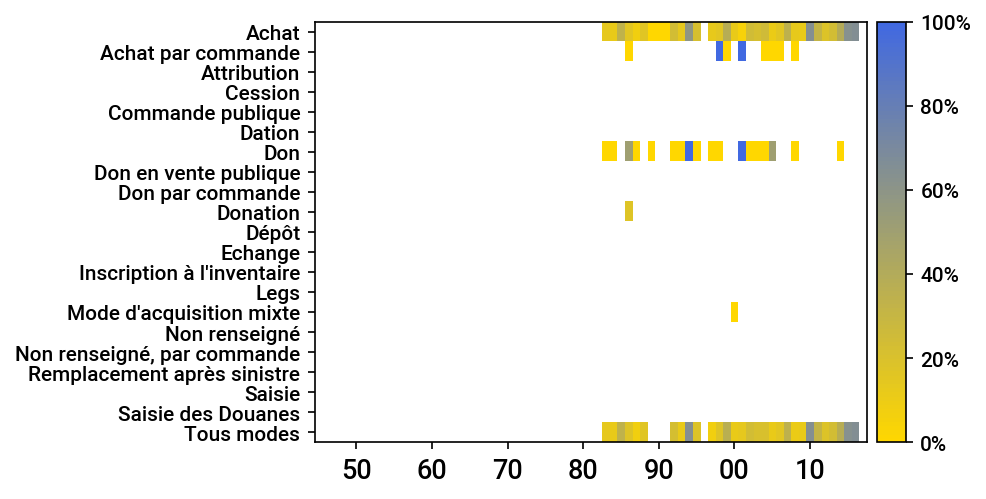 Achat
Achat par commande
Attribution
Cession
Commande publique
Dation
Don
Don en vente publique
Don par commande
Donation
Dépôt
Echange
Inscription à l'inventaire
Legs
Mode d'acquisition mixte
Non renseigné
Non renseigné, par commande
Remplacement après sinistre
Saisie
Saisie des Douanes
Tous modes
50 60 70 80 90 00 10
100%
80%
60%
40%
20%
0%